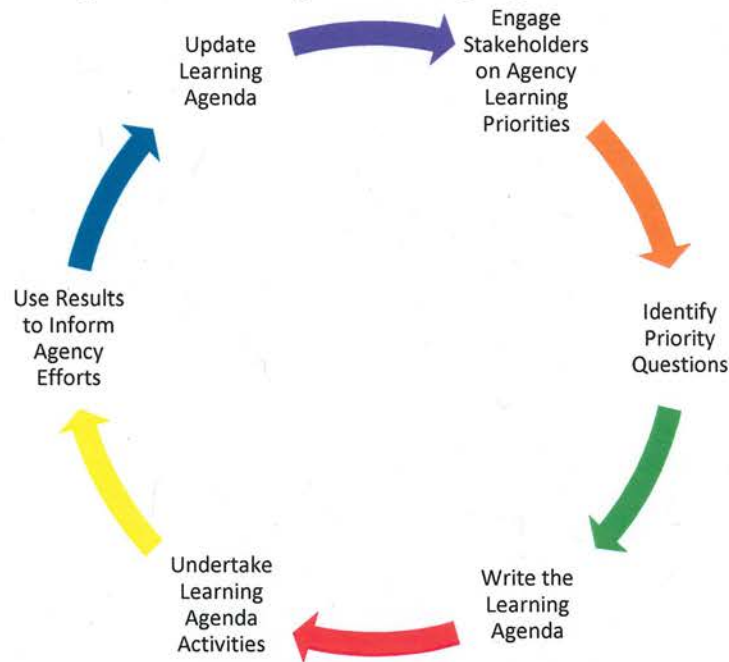 Engage
Stakeholders
on Agency
Learning
Priorities
Identify
Priority
Questions
Write the
Learning
Agenda
Undertake
Learning
Agenda
Activities
Use Results
to Inform
Agency
Efforts
Update
Learning
Agenda